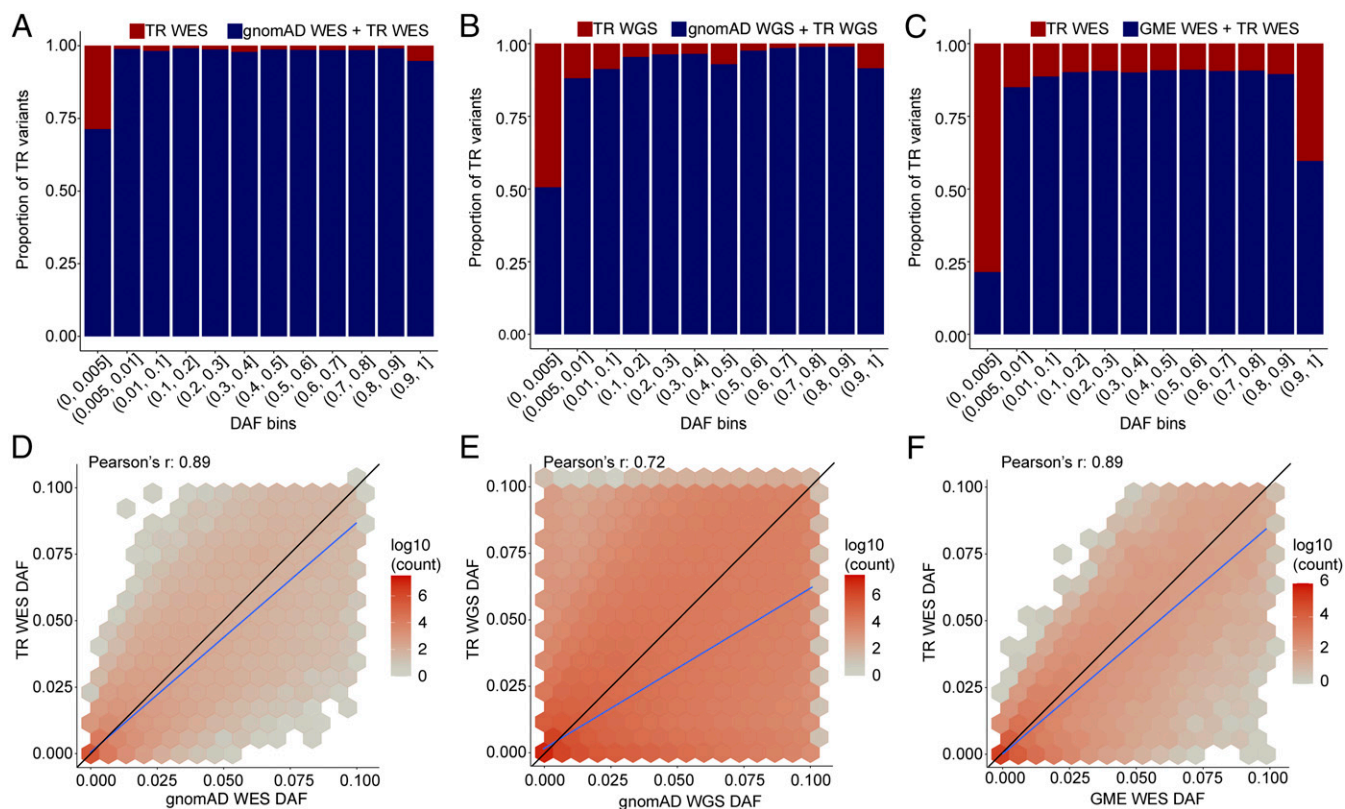 A
TR WES gnomAD WES + TR WES
Proportion of TR variants
1.00
0.75
0.50
0.25
0.00
(0, 0.005]
(0.005, 0.01]
(0.01, 0.1]
(0.1, 0.2]
(0.2, 0.3]
(0.3, 0.4]
(0.4, 0.5]
(0.5, 0.6]
(0.6, 0.7]
(0.7, 0.8]
(0.8, 0.9]
(0.9, 1]
DAF bins
B
TR WGS gnomAD WGS + TR WGS
Proportion of TR variants
1.00
0.75
0.50
0.25
0.00
(0, 0.005]
(0.005, 0.01]
(0.01, 0.1]
(0.1, 0.2]
(0.2, 0.3]
(0.3, 0.4]
(0.4, 0.5]
(0.5, 0.6]
(0.6, 0.7]
(0.7, 0.8]
(0.8, 0.9]
(0.9, 1]
DAF bins
C
TR WES GME WES + TR WES
Proportion of TR variants
1.00
0.75
0.50
0.25
0.00
(0, 0.005]
(0.005, 0.01]
(0.01, 0.1]
(0.1, 0.2]
(0.2, 0.3]
(0.3, 0.4]
(0.4, 0.5]
(0.5, 0.6]
(0.6, 0.7]
(0.7, 0.8]
(0.8, 0.9]
(0.9, 1]
DAF bins
D
Pearson's r: 0.89
TR WES DAF
0.100
0.075
0.050
0.025
0.000
0.000 0.025 0.050 0.075 0.100
gnomAD WES DAF
log10
(count)
6
4
2
0
E
Pearson's r: 0.72
TR WGS DAF
0.100
0.075
0.050
0.025
0.000
0.000 0.025 0.050 0.075 0.100
gnomAD WGS DAF
log10
(count)
6
4
2
0
F
Pearson's r: 0.89
TR WES DAF
0.100
0.075
0.050
0.025
0.000
0.000 0.025 0.050 0.075 0.100
GME WES DAF
log10
(count)
6
4
2
0